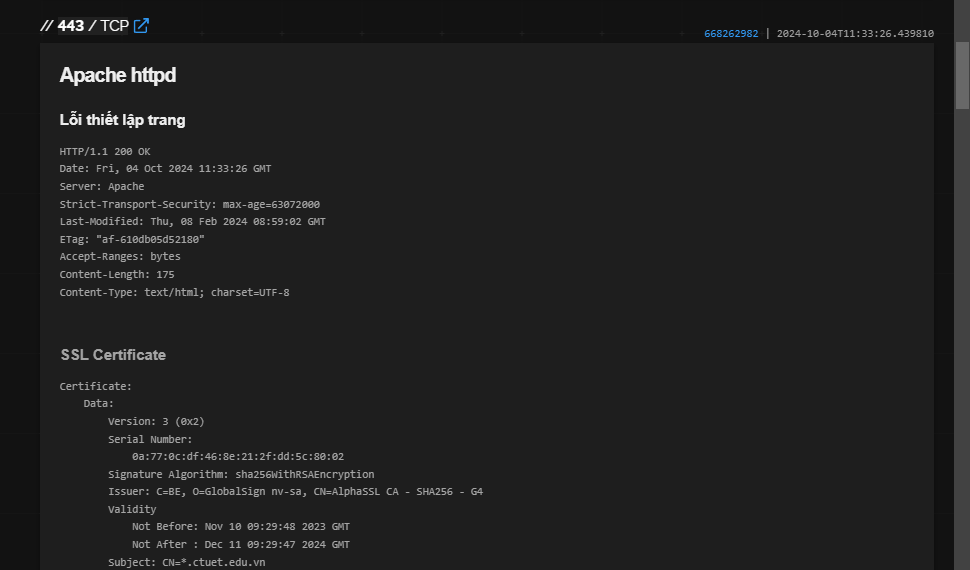 // 443 / TCP
668262982 | 2024-10-04T11:33:26.439810
Apache httpd
Lỗi thiết lập trang
HTTP/1.1 200 OK
Date: Fri, 04 Oct 2024 11:33:26 GMT
Server: Apache
Strict-Transport-Security: max-age=63072000
Last-Modified: Thu, 08 Feb 2024 08:59:02 GMT
ETag: "af-610db05d52180"
Accept-Ranges: bytes
Content-Length: 175
Content-Type: text/html; charset=UTF-8
SSL Certificate
Certificate:
Data:
Version: 3 (0x2)
Serial Number:
0a:77:0c:df:46:8e:21:2f:dd:5c:80:02
Signature Algorithm: sha256WithRSAEncryption
Issuer: C=BE, O=GlobalSign nv-sa, CN=AlphaSSL CA - SHA256 - G4
Validity
Not Before: Nov 10 09:29:48 2023 GMT
Not After : Dec 11 09:29:47 2024 GMT
Subject: CN=*.ctuet.edu.vn